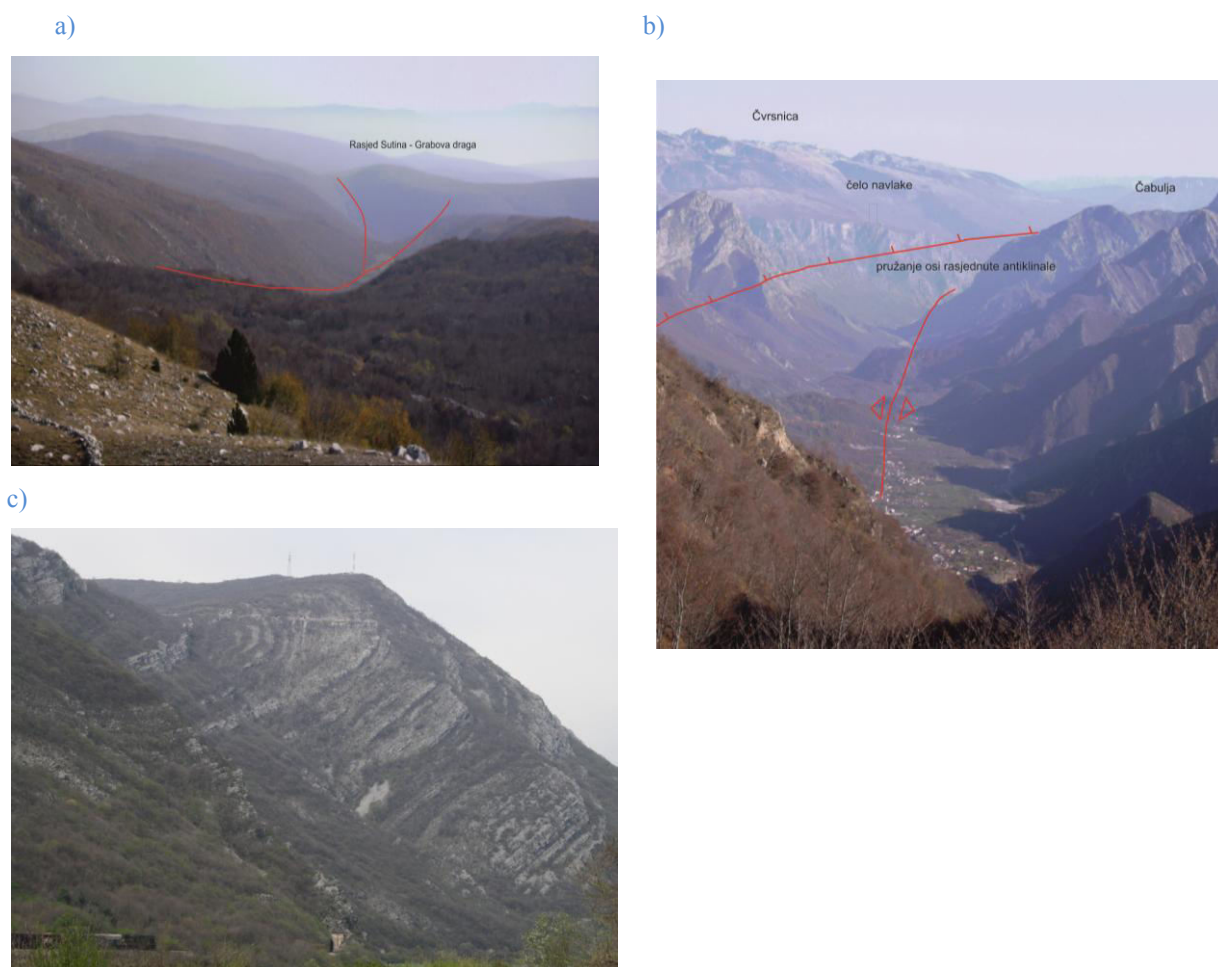 a)
b)
Rasjed Sutina - Grabova draga
Čvrsnica
čelo navlake
Čabulja
pružanje osi rasjednute antiklinale
c)